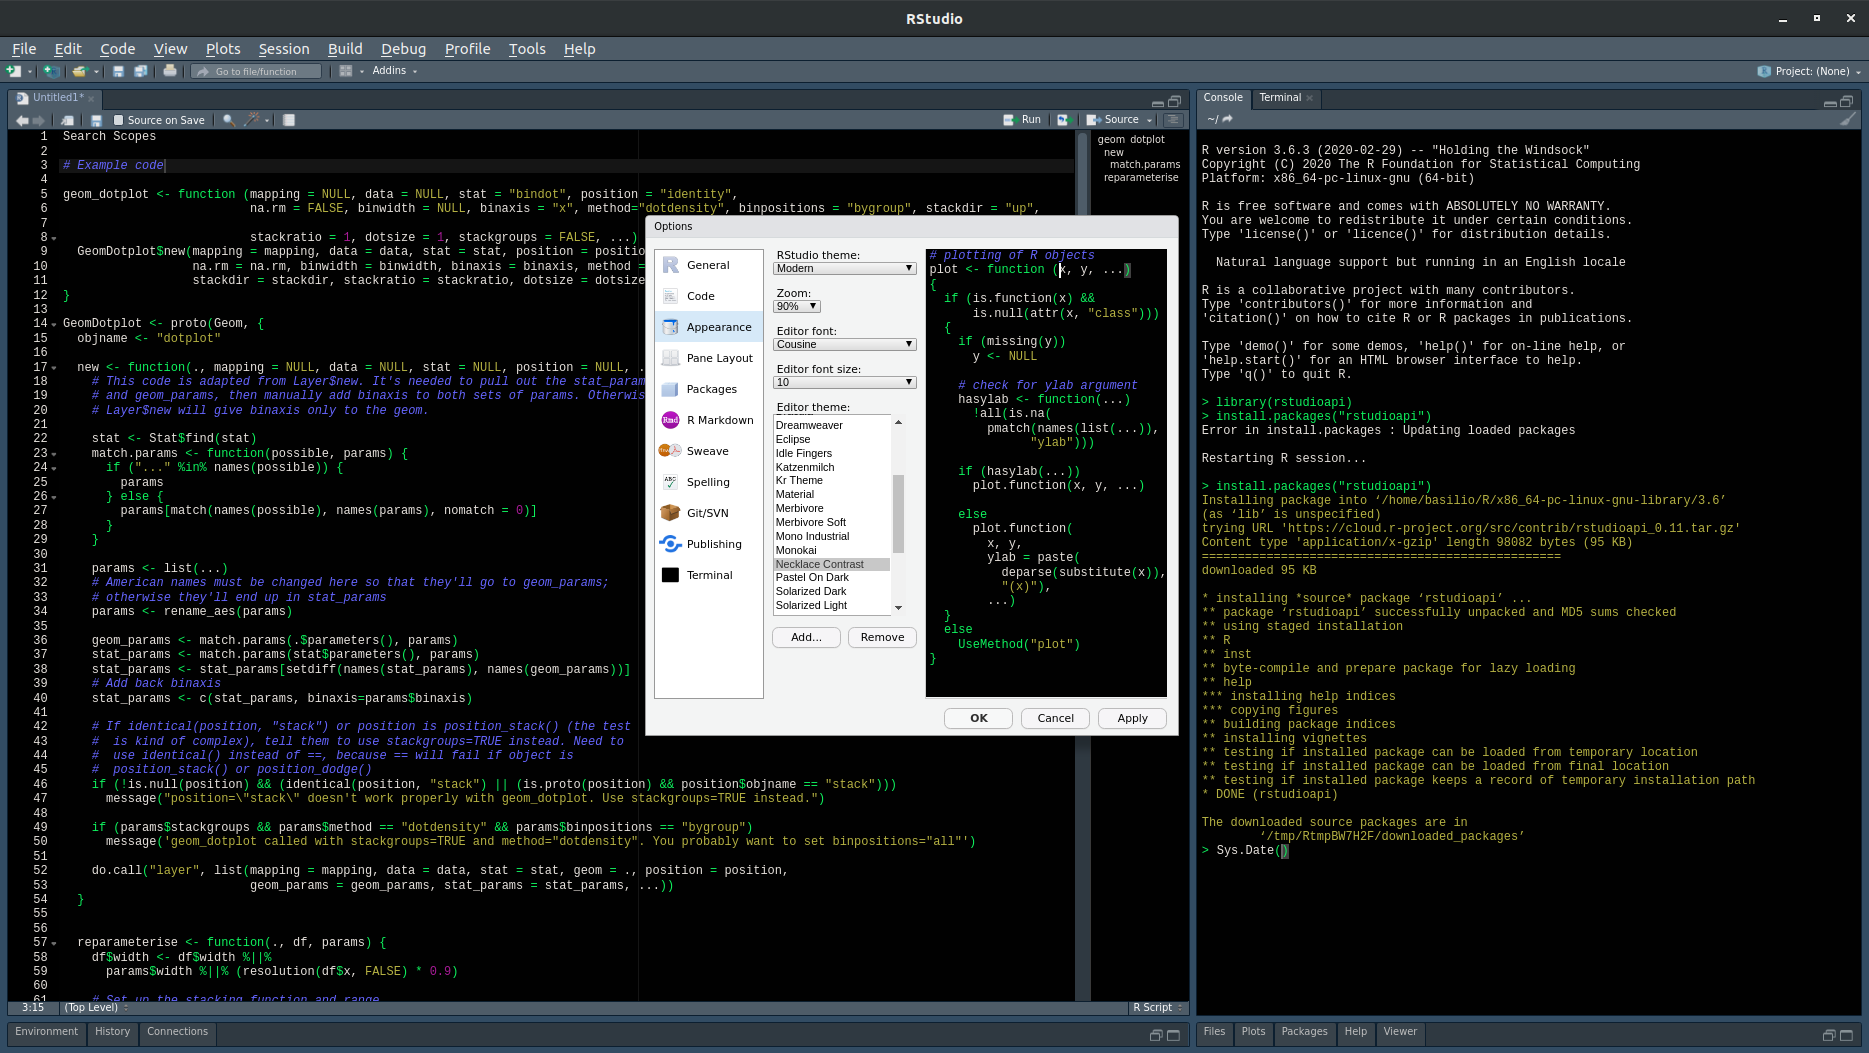 RStudio
File Edit Code View Plots Session Build Debug Profile Tools Help
Go to file/function Addins Project: (None)
Untitled1*
Source on Save Run Source
1 Search Scopes
2
3 # Example code
4
5 geom_dotplot <- function (mapping = NULL, data = NULL, stat = "bindot", position = "identity",
6 na.rm = FALSE, binwidth = NULL, binaxis = "x", method="dotdensity", binpositions = "bygroup", stackdir = "up",
7
8 stackratio = 1, dotsize = 1, stackgroups = FALSE, ...)
9 GeomDotplot$new(mapping = mapping, data = data, stat = stat, position = positio
10 na.rm = na.rm, binwidth = binwidth, binaxis = binaxis, method =
11 stackdir = stackdir, stackratio = stackratio, dotsize = dotsize
12 }
13
14 GeomDotplot <- proto(Geom, {
15 objname <- "dotplot"
16
17 new <- function(., mapping = NULL, data = NULL, stat = NULL, position = NULL, .
18 # This code is adapted from Layer$new. It's needed to pull out the stat_param
19 # and geom_params, then manually add binaxis to both sets of params. Otherwis
20 # Layer$new will give binaxis only to the geom.
21
22 stat <- Stat$find(stat)
23 match.params <- function(possible, params) {
24 if ("..." %in% names(possible)) {
25 params
26 } else {
27 params[match(names(possible), names(params), nomatch = 0)]
28 }
29 }
30
31 params <- list(...)
32 # American names must be changed here so that they'll go to geom_params;
33 # otherwise they'll end up in stat_params
34 params <- rename_aes(params)
35
36 geom_params <- match.params(.$parameters(), params)
37 stat_params <- match.params(stat$parameters(), params)
38 stat_params <- stat_params[setdiff(names(stat_params), names(geom_params))]
39 # Add back binaxis
40 stat_params <- c(stat_params, binaxis=params$binaxis)
41
42 # If identical(position, "stack") or position is position_stack() (the test
43 # is kind of complex), tell them to use stackgroups=TRUE instead. Need to
44 # use identical() instead of ==, because == will fail if object is
45 # position_stack() or position_dodge()
46 if (!is.null(position) && (identical(position, "stack") || (is.proto(position) && position$objname == "stack")))
47 message("position=\"stack\" doesn't work properly with geom_dotplot. Use stackgroups=TRUE instead.")
48
49 if (params$stackgroups && params$method == "dotdensity" && params$binpositions == "bygroup")
50 message('geom_dotplot called with stackgroups=TRUE and method="dotdensity". You probably want to set binpositions="all"')
51
52 do.call("layer", list(mapping = mapping, data = data, stat = stat, geom = ., position = position,
53 geom_params = geom_params, stat_params = stat_params, ...))
54 }
55
56
57 reparameterise <- function(., df, params) {
58 df$width <- df$width %||%
59 params$width %||% (resolution(df$x, FALSE) * 0.9)
60
61 # Set up the stacking function and range
3:15 (Top Level) R Script
Environment History Connections
geom dotplot
new
match.params
reparameterise
Options
General
Code
Appearance
Pane Layout
Packages
Rmd R Markdown
Sweave
ABC Spelling
Git/SVN
Publishing
Terminal
RStudio theme:
Modern
Zoom:
90%
Editor font:
Cousine
Editor font size:
10
Editor theme:
Dreamweaver
Eclipse
Idle Fingers
Katzenmilch
Kr Theme
Material
Merbivore
Merbivore Soft
Mono Industrial
Monokai
Necklace Contrast
Pastel On Dark
Solarized Dark
Solarized Light
Add... Remove
# plotting of R objects
plot <- function (x, y, ...)
{
if (is.function(x) &&
is.null(attr(x, "class")))
{
if (missing(y))
y <- NULL
# check for ylab argument
hasylab <- function(...)
!all(is.na(
pmatch(names(list(...)),
"ylab")))
if (hasylab(...))
plot.function(x, y, ...)
else
plot.function(
x, y,
ylab = paste(
deparse(substitute(x)),
"(x)"),
...)
}
else
UseMethod("plot")
}
OK Cancel Apply
Console Terminal
~/
R version 3.6.3 (2020-02-29) -- "Holding the Windsock"
Copyright (C) 2020 The R Foundation for Statistical Computing
Platform: x86_64-pc-linux-gnu (64-bit)
R is free software and comes with ABSOLUTELY NO WARRANTY.
You are welcome to redistribute it under certain conditions.
Type 'license()' or 'licence()' for distribution details.
Natural language support but running in an English locale
R is a collaborative project with many contributors.
Type 'contributors()' for more information and
'citation()' on how to cite R or R packages in publications.
Type 'demo()' for some demos, 'help()' for on-line help, or
'help.start()' for an HTML browser interface to help.
Type 'q()' to quit R.
> library(rstudioapi)
> install.packages("rstudioapi")
Error in install.packages : Updating loaded packages
Restarting R session...
> install.packages("rstudioapi")
Installing package into ‘/home/basilio/R/x86_64-pc-linux-gnu-library/3.6’
(as ‘lib’ is unspecified)
trying URL 'https://cloud.r-project.org/src/contrib/rstudioapi_0.11.tar.gz'
Content type 'application/x-gzip' length 98082 bytes (95 KB)
==================================================
downloaded 95 KB
* installing *source* package ‘rstudioapi’ ...
** package ‘rstudioapi’ successfully unpacked and MD5 sums checked
** using staged installation
** R
** inst
** byte-compile and prepare package for lazy loading
** help
*** installing help indices
*** copying figures
** building package indices
** installing vignettes
** testing if installed package can be loaded from temporary location
** testing if installed package can be loaded from final location
** testing if installed package keeps a record of temporary installation path
* DONE (rstudioapi)
The downloaded source packages are in
‘/tmp/RtmpBW7H2F/downloaded_packages’
> Sys.Date()
Files Plots Packages Help Viewer